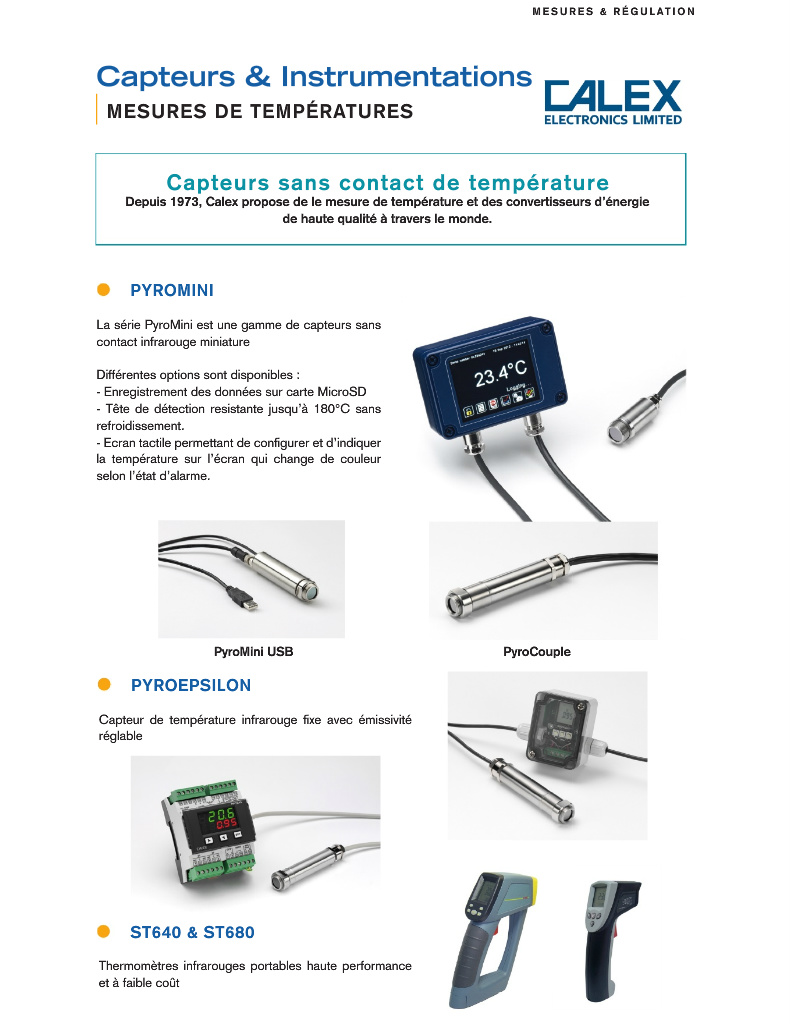 MESURES & RÉGULATION
Capteurs & Instrumentations
MESURES DE TEMPÉRATURES
CALEX
ELECTRONICS LIMITED
Capteurs sans contact de température
Depuis 1973, Calex propose de le mesure de température et des convertisseurs d'énergie
de haute qualité à travers le monde.
PYROMINI
La série PyroMini est une gamme de capteurs sans
contact infrarouge miniature
Différentes options sont disponibles :
- Enregistrement des données sur carte MicroSD
- Tête de détection resistante jusqu'à 180°C sans
refroidissement.
- Ecran tactile permettant de configurer et d'indiquer
la température sur l'écran qui change de couleur
selon l'état d'alarme.
23.4°C
Logging...
PyroMini USB
PyroCouple
PYROEPSILON
Capteur de température infrarouge fixe avec émissivité
réglable
20.6
0.95
ST640 & ST680
Thermomètres infrarouges portables haute performance
et à faible coût